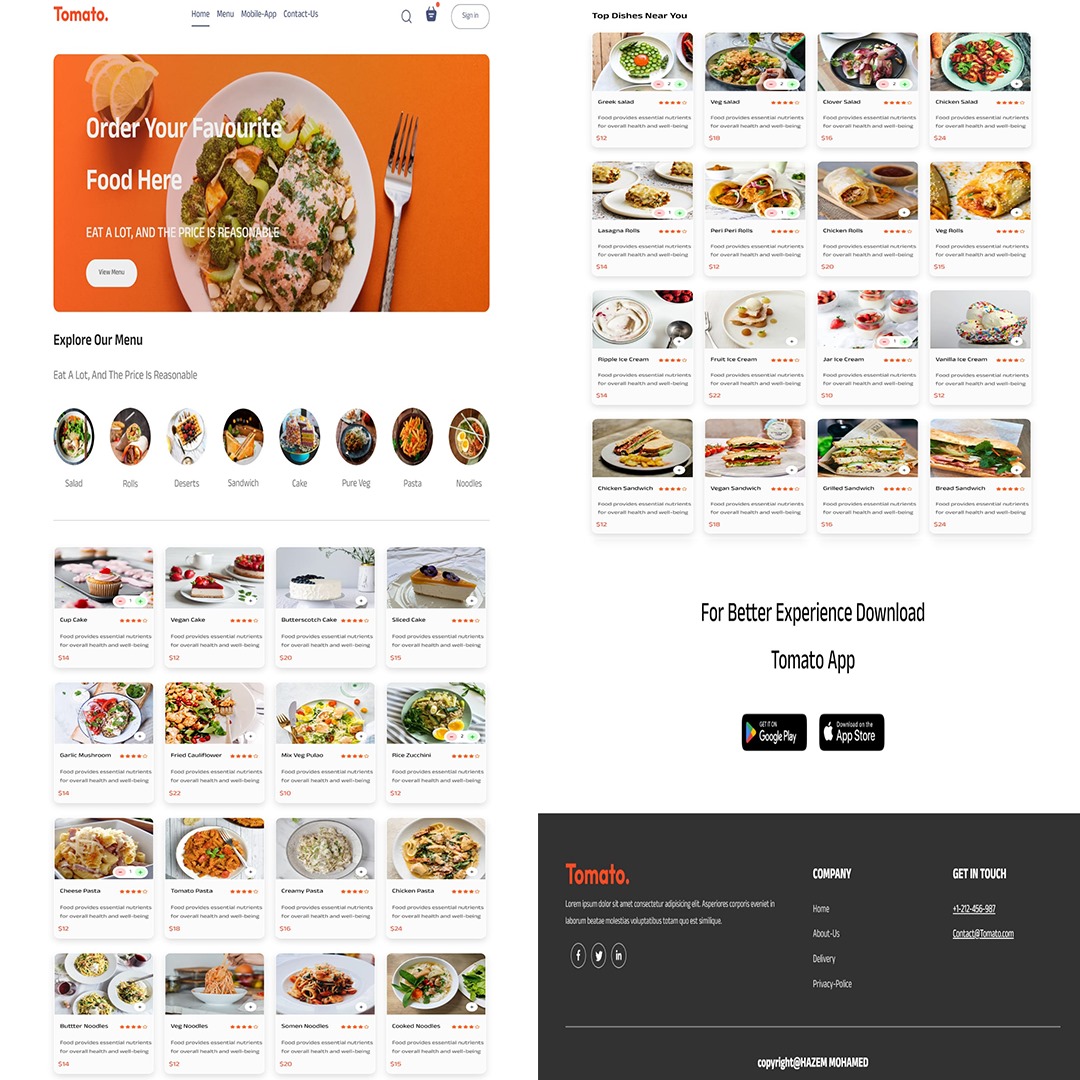 Tomato.
Home Menu Mobile-App Contact-Us
Sign in
Order Your Favourite
Food Here
EAT A LOT, AND THE PRICE IS REASONABLE
View Menu
Explore Our Menu
Eat A Lot, And The Price Is Reasonable
Salad Rolls Deserts Sandwich Cake Pure Veg Pasta Noodles
1
Cup Cake Vegan Cake Butterscotch Cake Sliced Cake
Food provides essential nutrients Food provides essential nutrients Food provides essential nutrients Food provides essential nutrients
for overall health and well-being for overall health and well-being for overall health and well-being for overall health and well-being
$14 $12 $20 $15
2
Garlic Mushroom Fried Cauliflower Mix Veg Pulao Rice Zucchini
Food provides essential nutrients Food provides essential nutrients Food provides essential nutrients Food provides essential nutrients
for overall health and well-being for overall health and well-being for overall health and well-being for overall health and well-being
$14 $22 $10 $12
1
Cheese Pasta Tomato Pasta Creamy Pasta Chicken Pasta
Food provides essential nutrients Food provides essential nutrients Food provides essential nutrients Food provides essential nutrients
for overall health and well-being for overall health and well-being for overall health and well-being for overall health and well-being
$12 $18 $16 $24
Buttter Noodles Veg Noodles Somen Noodles Cooked Noodles
Food provides essential nutrients Food provides essential nutrients Food provides essential nutrients Food provides essential nutrients
for overall health and well-being for overall health and well-being for overall health and well-being for overall health and well-being
$14 $12 $20 $15
Top Dishes Near You
2 2 2
Greek salad Veg salad Clover Salad Chicken Salad
Food provides essential nutrients Food provides essential nutrients Food provides essential nutrients Food provides essential nutrients
for overall health and well-being for overall health and well-being for overall health and well-being for overall health and well-being
$12 $18 $16 $24
1 1
Lasagna Rolls Peri Peri Rolls Chicken Rolls Veg Rolls
Food provides essential nutrients Food provides essential nutrients Food provides essential nutrients Food provides essential nutrients
for overall health and well-being for overall health and well-being for overall health and well-being for overall health and well-being
$14 $12 $20 $15
1
Ripple Ice Cream Fruit Ice Cream Jar Ice Cream Vanilla Ice Cream
Food provides essential nutrients Food provides essential nutrients Food provides essential nutrients Food provides essential nutrients
for overall health and well-being for overall health and well-being for overall health and well-being for overall health and well-being
$14 $22 $10 $12
Chicken Sandwich Vegan Sandwich Grilled Sandwich Bread Sandwich
Food provides essential nutrients Food provides essential nutrients Food provides essential nutrients Food provides essential nutrients
for overall health and well-being for overall health and well-being for overall health and well-being for overall health and well-being
$12 $18 $16 $24
For Better Experience Download
Tomato App
GET IT ON Download on the
Google Play App Store
Tomato. COMPANY GET IN TOUCH
Lorem ipsum dolor sit amet consectetur adipisicing elit. Asperiores corporis eveniet in
laborum beatae molestias voluptatibus totam quo est similique.
Home +1-212-456-987
About-Us Contact@Tomato.com
Delivery
Privacy-Police
copyright@HAZEM MOHAMED